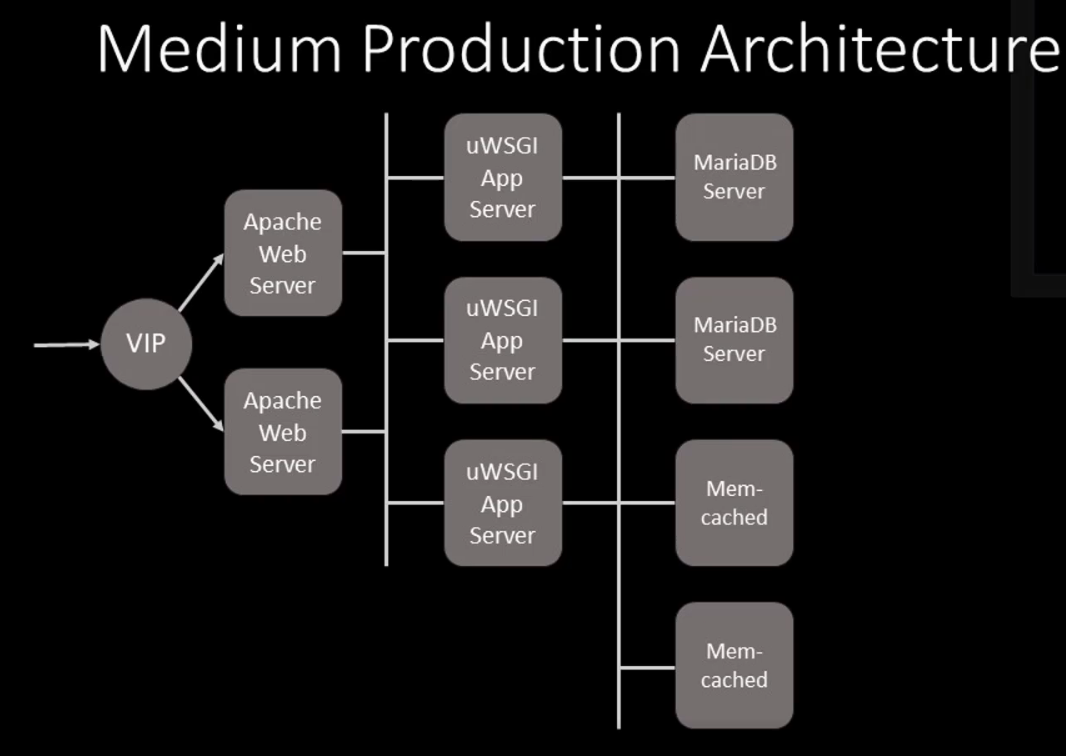 Medium Production Architecture
VIP
Apache
Web
Server
Apache
Web
Server
uWSGI
App
Server
uWSGI
App
Server
uWSGI
App
Server
MariaDB
Server
MariaDB
Server
Mem-
cached
Mem-
cached